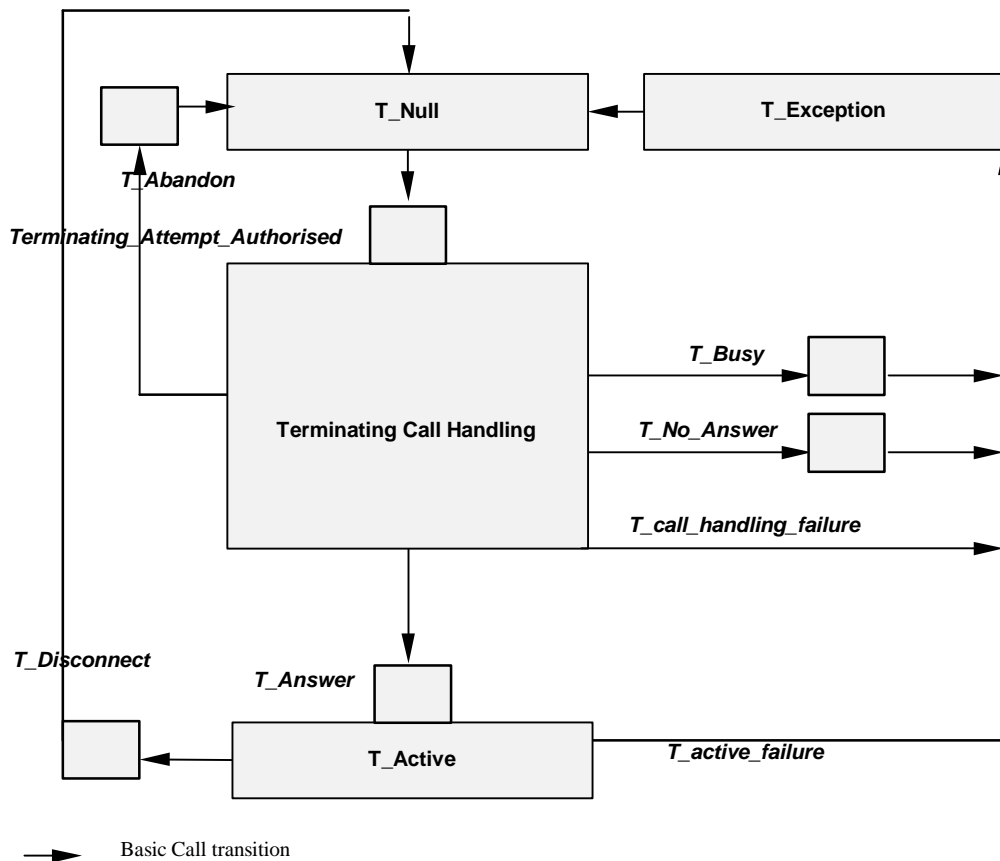 T_Null
T_Exception
T_Abandon
Terminating_Attempt_Authorised
T_Busy
Terminating Call Handling
T_No_Answer
T_call_handling_failure
T_Disconnect
T_Answer
T_Active
T_active_failure
Basic Call transition